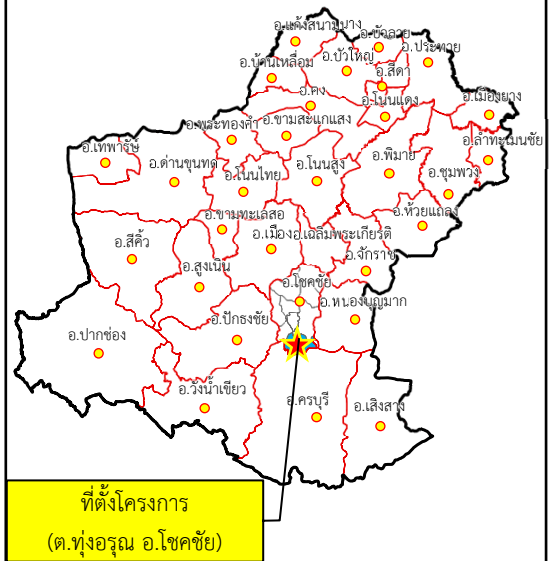 อ.แก้งสนามนาง
อ.บัวลาย
อ.ประทาย
อ.บัวใหญ่
อ.บ้านเหลื่อม
อ.สีดา
อ.คง
อ.โนนแดง
อ.เมืองยาง
อ.พระทองคำ
อ.ขามสะแกแสง
อ.ลำทะเมนชัย
อ.เทพารักษ์
อ.ด่านขุนทด
อ.โนนไทย
อ.โนนสูง
อ.พิมาย
อ.ชุมพวง
อ.ขามทะเลสอ
อ.ห้วยแถลง
อ.สีคิ้ว
อ.เมือง
อ.เฉลิมพระเกียรติ
อ.จักราช
อ.สูงเนิน
อ.โชคชัย
อ.หนองบุญมาก
อ.ปักธงชัย
อ.ปากช่อง
อ.วังน้ำเขียว
อ.ครบุรี
อ.เสิงสาง
ที่ตั้งโครงการ
(ต.ทุ่งอรุณ อ.โชคชัย)